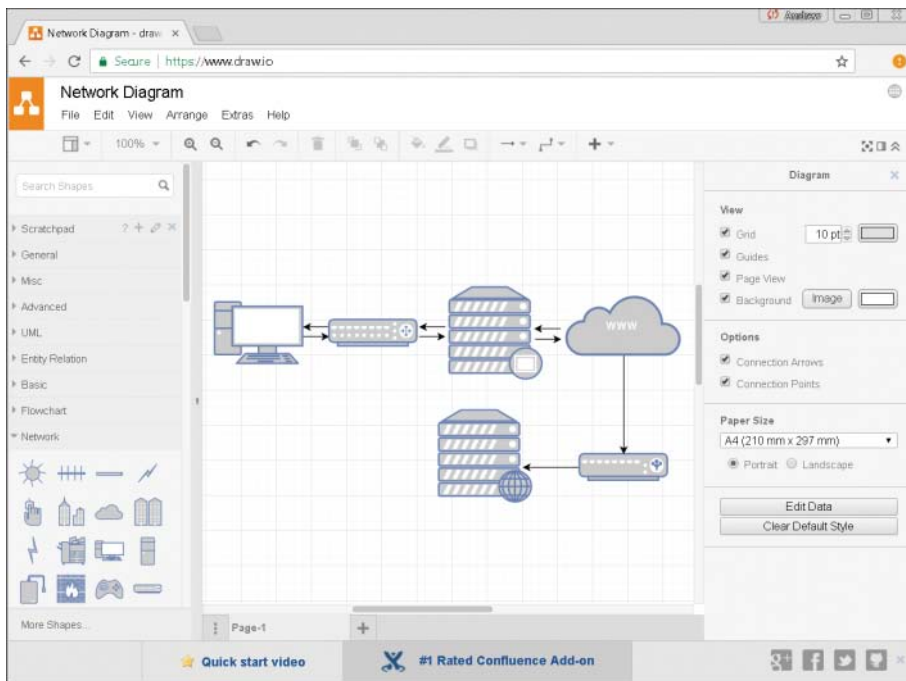 Network Diagram - draw
Secure | https://www.draw.io
Network Diagram
File Edit View Arrange Extras Help
100%
Search Shapes
Scratchpad ?
General
Misc
Advanced
UML
Entity Relation
Basic
Flowchart
Network
More Shapes...
WWW
Page-1
Diagram
View
Grid 10 pt
Guides
Page View
Background Image
Options
Connection Arrows
Connection Points
Paper Size
A4 (210 mm x 297 mm)
Portrait Landscape
Edit Data
Clear Default Style
Quick start video
#1 Rated Confluence Add-on
g+ f